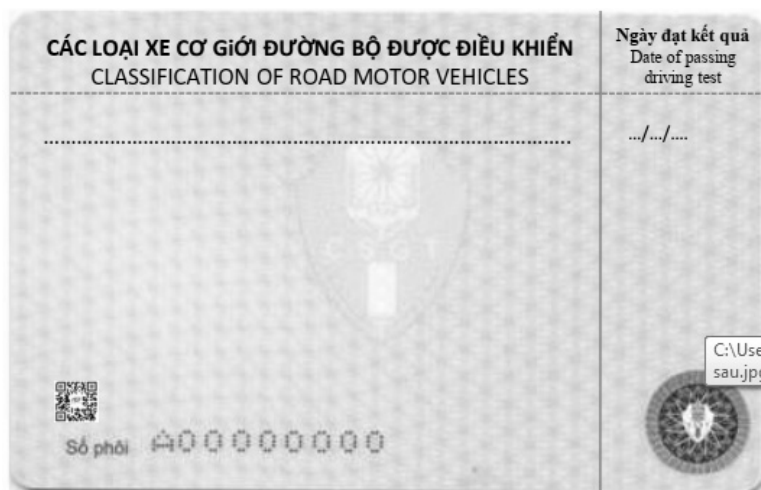 CÁC LOẠI XE CƠ GIỚI ĐƯỜNG BỘ ĐƯỢC ĐIỀU KHIỂN
CLASSIFICATION OF ROAD MOTOR VEHICLES
Ngày đạt kết quả
Date of passing
driving test
.............................................................................................
.../.../....
CSGT
C:\Use
sau.jpg
Số phôi A00000000